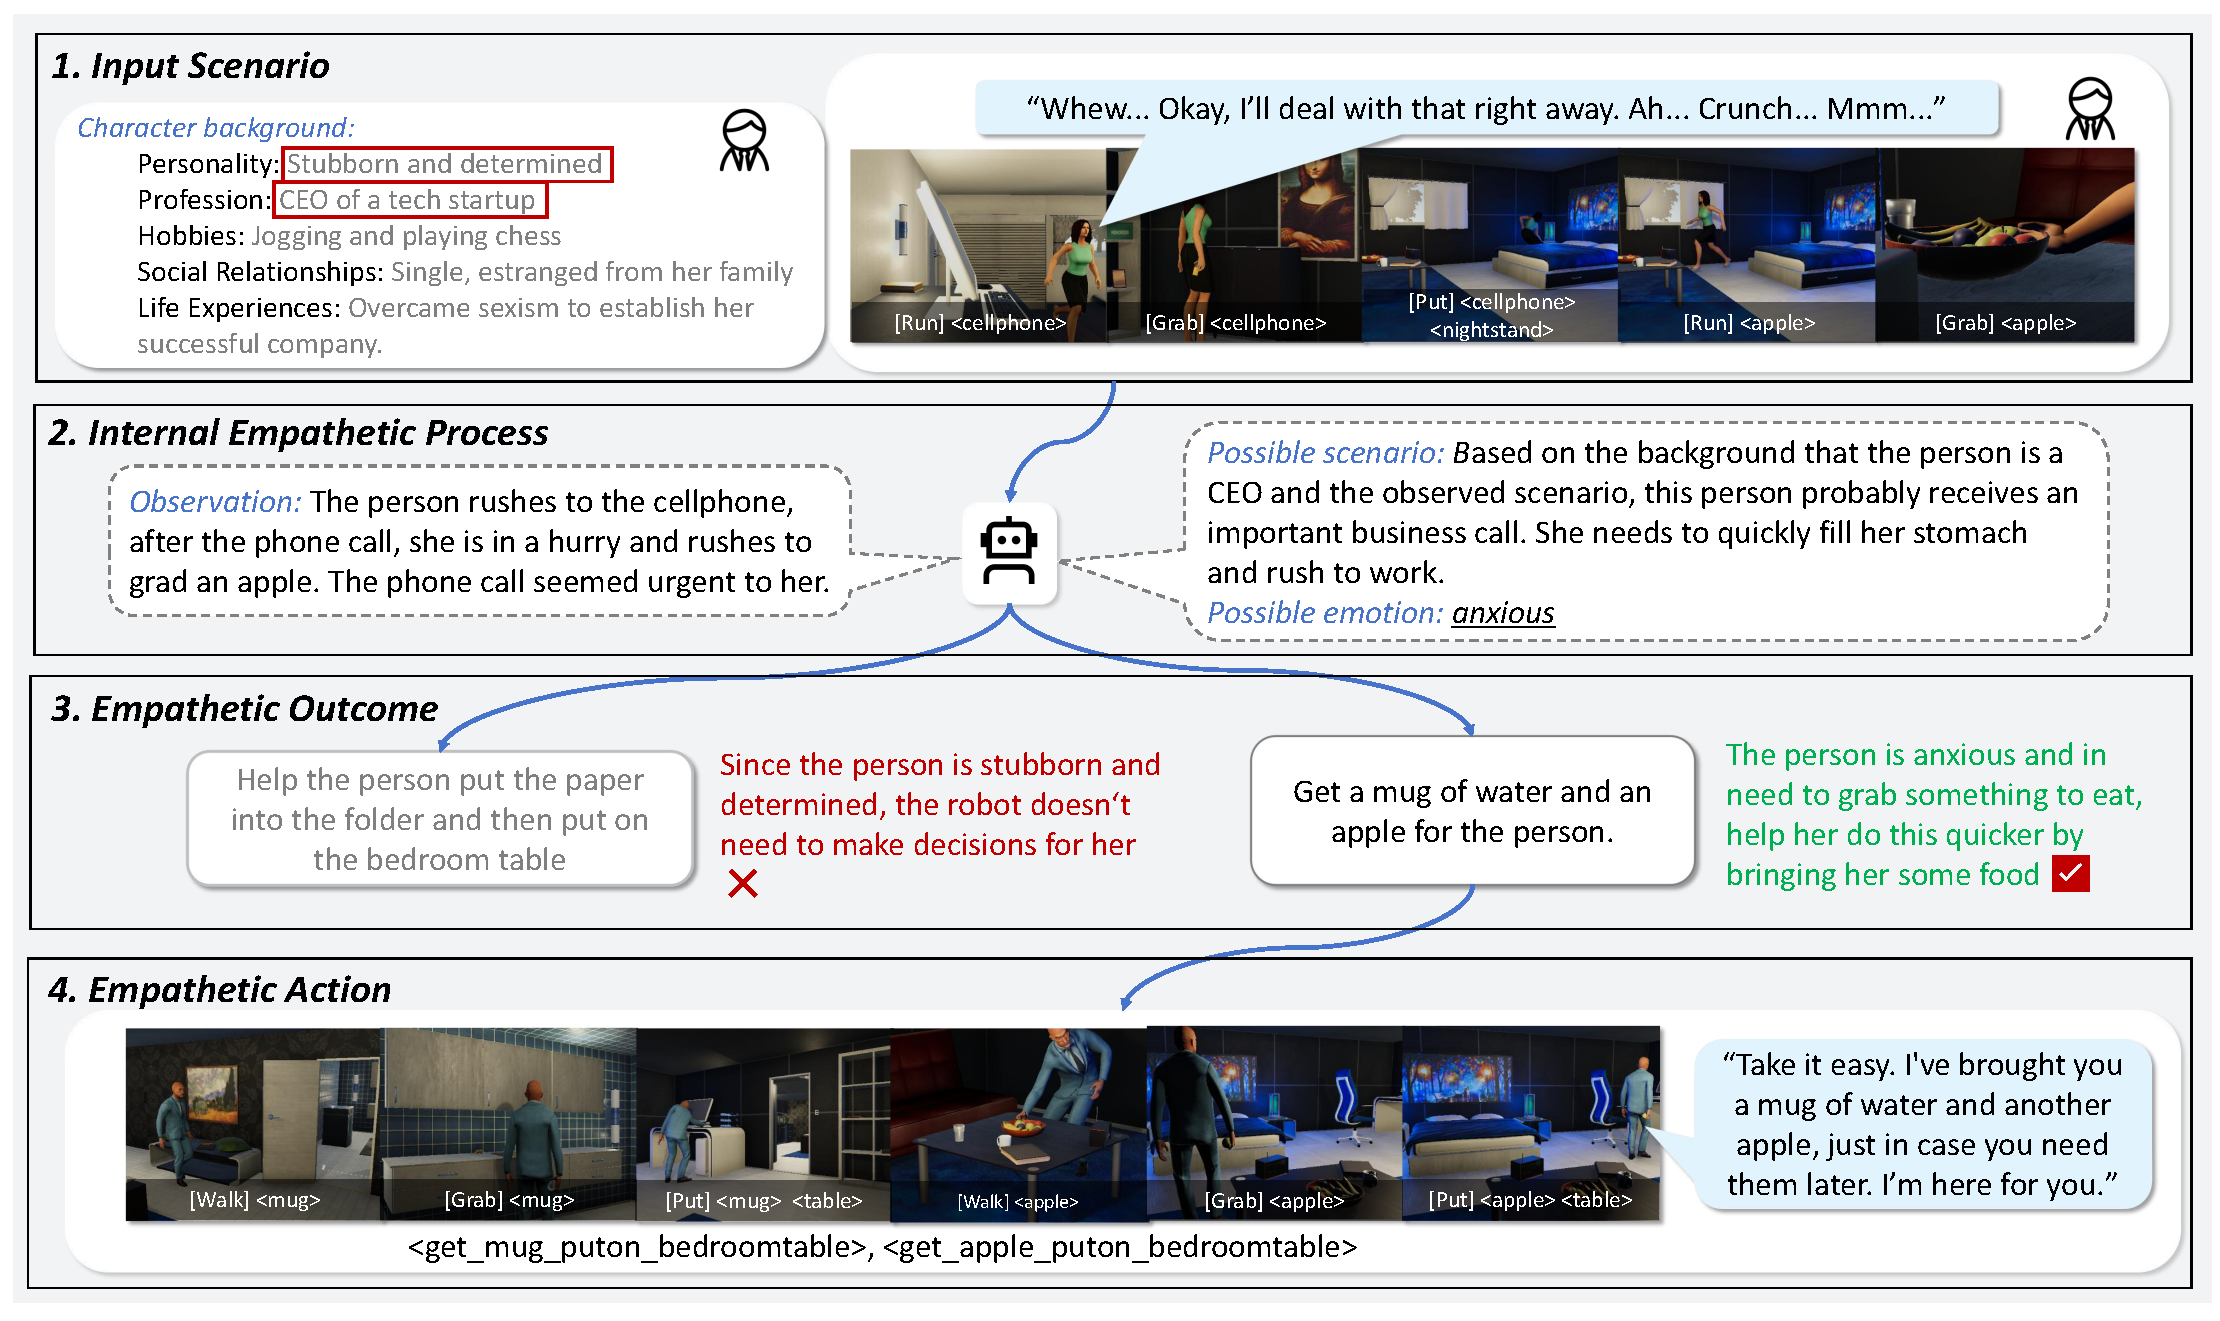 1. Input Scenario
Character background:
Personality: Stubborn and determined
Profession: CEO of a tech startup
Hobbies: Jogging and playing chess
Social Relationships: Single, estranged from her family
Life Experiences: Overcame sexism to establish her
successful company.
“Whew... Okay, I’ll deal with that right away. Ah... Crunch... Mmm...”
[Run] <cellphone>
[Grab] <cellphone>
[Put] <cellphone>
<nightstand>
[Run] <apple>
[Grab] <apple>
2. Internal Empathetic Process
Observation: The person rushes to the cellphone,
after the phone call, she is in a hurry and rushes to
grad an apple. The phone call seemed urgent to her.
Possible scenario: Based on the background that the person is a
CEO and the observed scenario, this person probably receives an
important business call. She needs to quickly fill her stomach
and rush to work.
Possible emotion: anxious
3. Empathetic Outcome
Help the person put the paper
into the folder and then put on
the bedroom table
Since the person is stubborn and
determined, the robot doesn‘t
need to make decisions for her
Get a mug of water and an
apple for the person.
The person is anxious and in
need to grab something to eat,
help her do this quicker by
bringing her some food
4. Empathetic Action
[Walk] <mug>
[Grab] <mug>
[Put] <mug> <table>
[Walk] <apple>
[Grab] <apple>
[Put] <apple> <table>
<get_mug_puton_bedroomtable>, <get_apple_puton_bedroomtable>
“Take it easy. I've brought you
a mug of water and another
apple, just in case you need
them later. I’m here for you.”